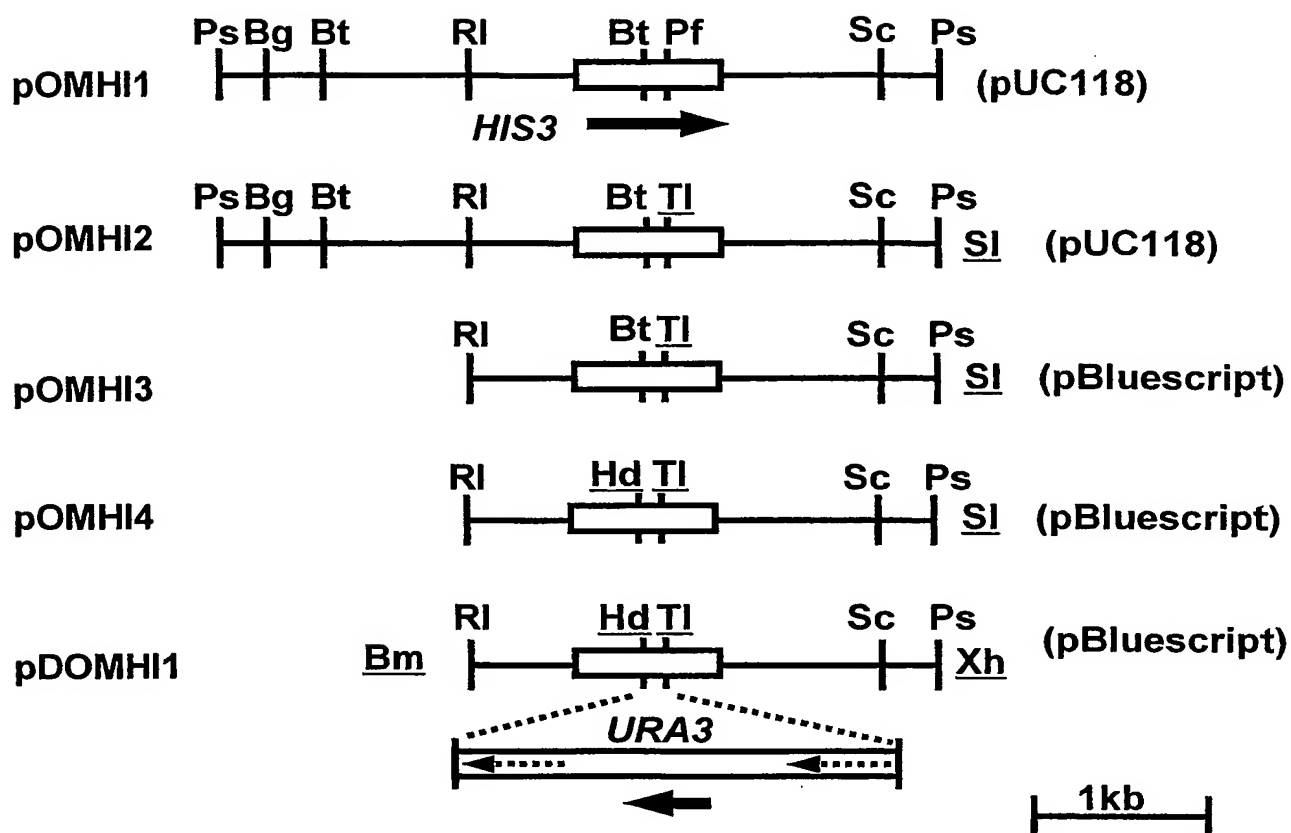 Ps Bg Bt RI Bt Pf Sc Ps
pOMHI1 (pUC118)
HIS3
Ps Bg Bt RI Bt TI Sc Ps
pOMHI2 SI (pUC118)
RI Bt TI Sc Ps
pOMHI3 SI (pBluescript)
RI Hd TI Sc Ps
pOMHI4 SI (pBluescript)
RI Hd TI Sc Ps
pDOMHI1 Bm Xh (pBluescript)
URA3
1kb